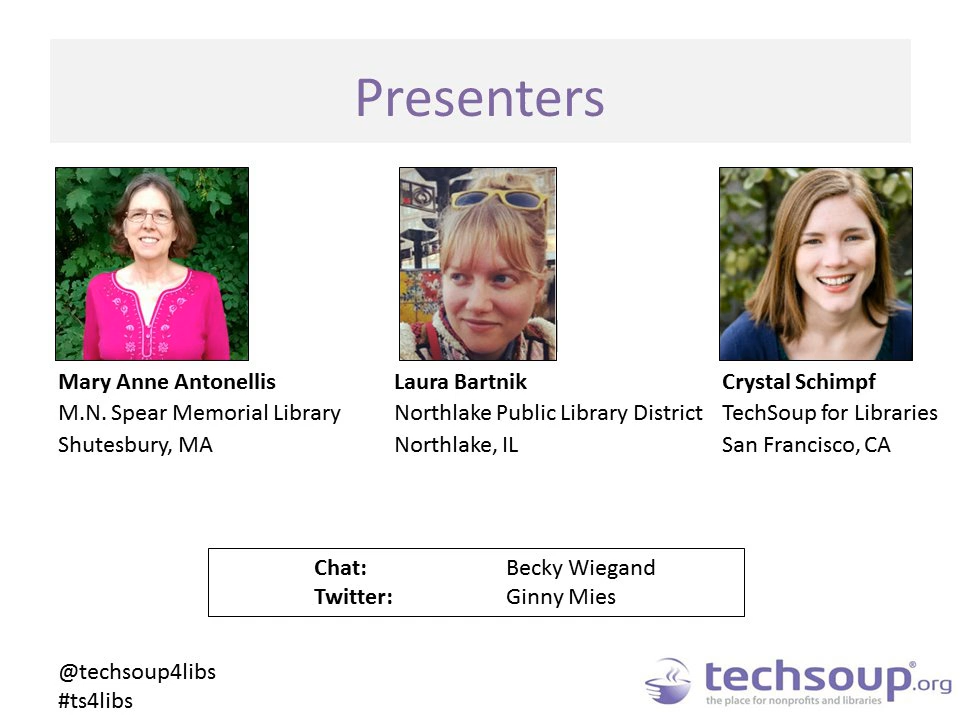 Presenters
Mary Anne Antonellis
M.N. Spear Memorial Library
Shutesbury, MA
Laura Bartnik
Northlake Public Library District
Northlake, IL
Crystal Schimpf
TechSoup for Libraries
San Francisco, CA
Chat: Becky Wiegand
Twitter: Ginny Mies
@techsoup4libs
#ts4libs
techsoup®.org
the place for nonprofits and libraries